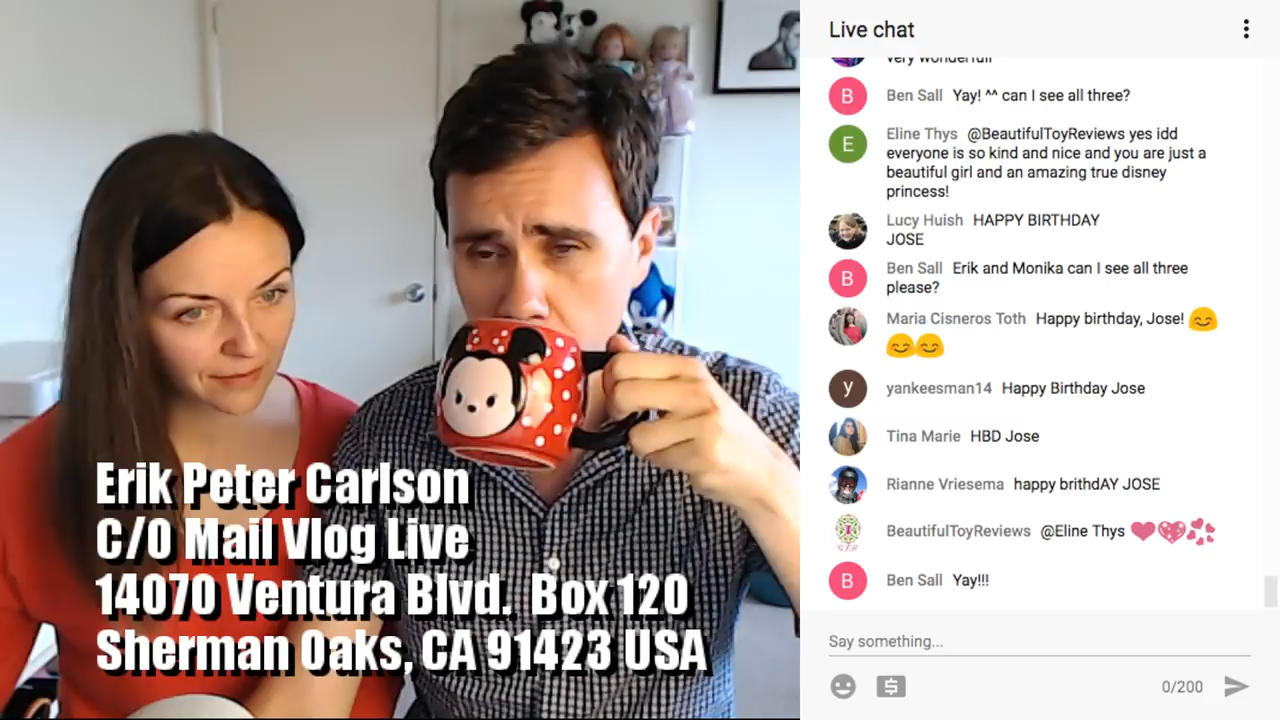 Erik Peter Carlson
C/O Mail Vlog Live
14070 Ventura Blvd. Box 120
Sherman Oaks, CA 91423 USA
Live chat
very wonderfull
Ben Sall Yay! ^^ can I see all three?
Eline Thys @BeautifulToyReviews yes idd
everyone is so kind and nice and you are just a
beautiful girl and an amazing true disney
princess!
Lucy Huish HAPPY BIRTHDAY
JOSE
Ben Sall Erik and Monika can I see all three
please?
Maria Cisneros Toth Happy birthday, Jose! 😊
😊😊
yankeesman14 Happy Birthday Jose
Tina Marie HBD Jose
Rianne Vriesema happy brithdAY JOSE
BeautifulToyReviews @Eline Thys ❤️💖💕
Ben Sall Yay!!!
Say something...
0/200